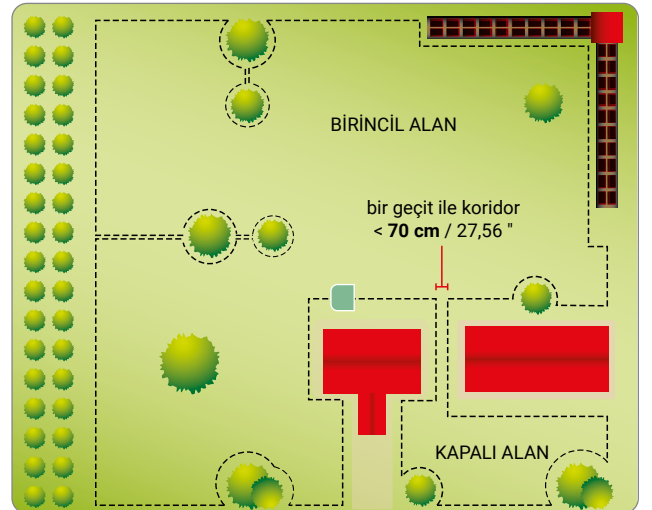 BİRİNCİL ALAN
bir geçit ile koridor
< 70 cm / 27,56 "
KAPALI ALAN